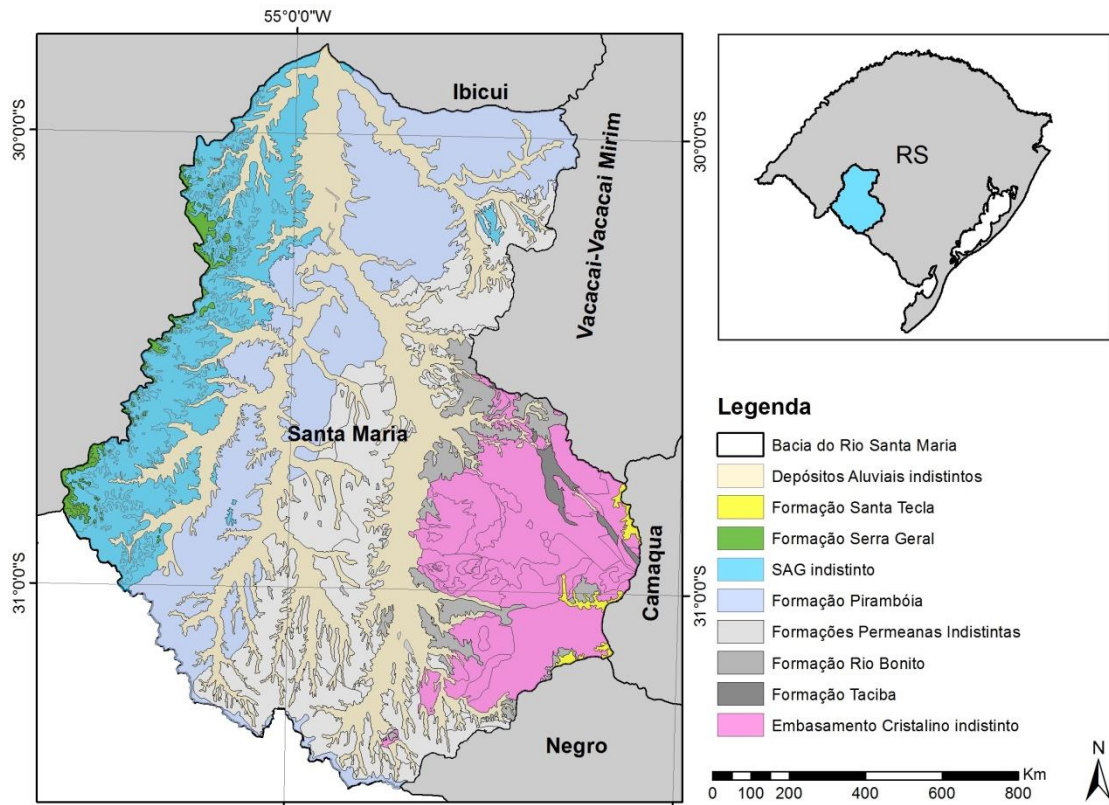 55°0'0"W
30°0'0"S
31°0'0"S
Ibicui
Vacacai-Vacacai Mirim
Santa Maria
Camaqua
Negro
30°0'0"S
31°0'0"S
RS
Legenda
Bacia do Rio Santa Maria
Depósitos Aluviais indistintos
Formação Santa Tecla
Formação Serra Geral
SAG indistinto
Formação Pirambóia
Formações Permeanas Indistintas
Formação Rio Bonito
Formação Taciba
Embasamento Cristalino indistinto
N
Km
0 100 200 400 600 800